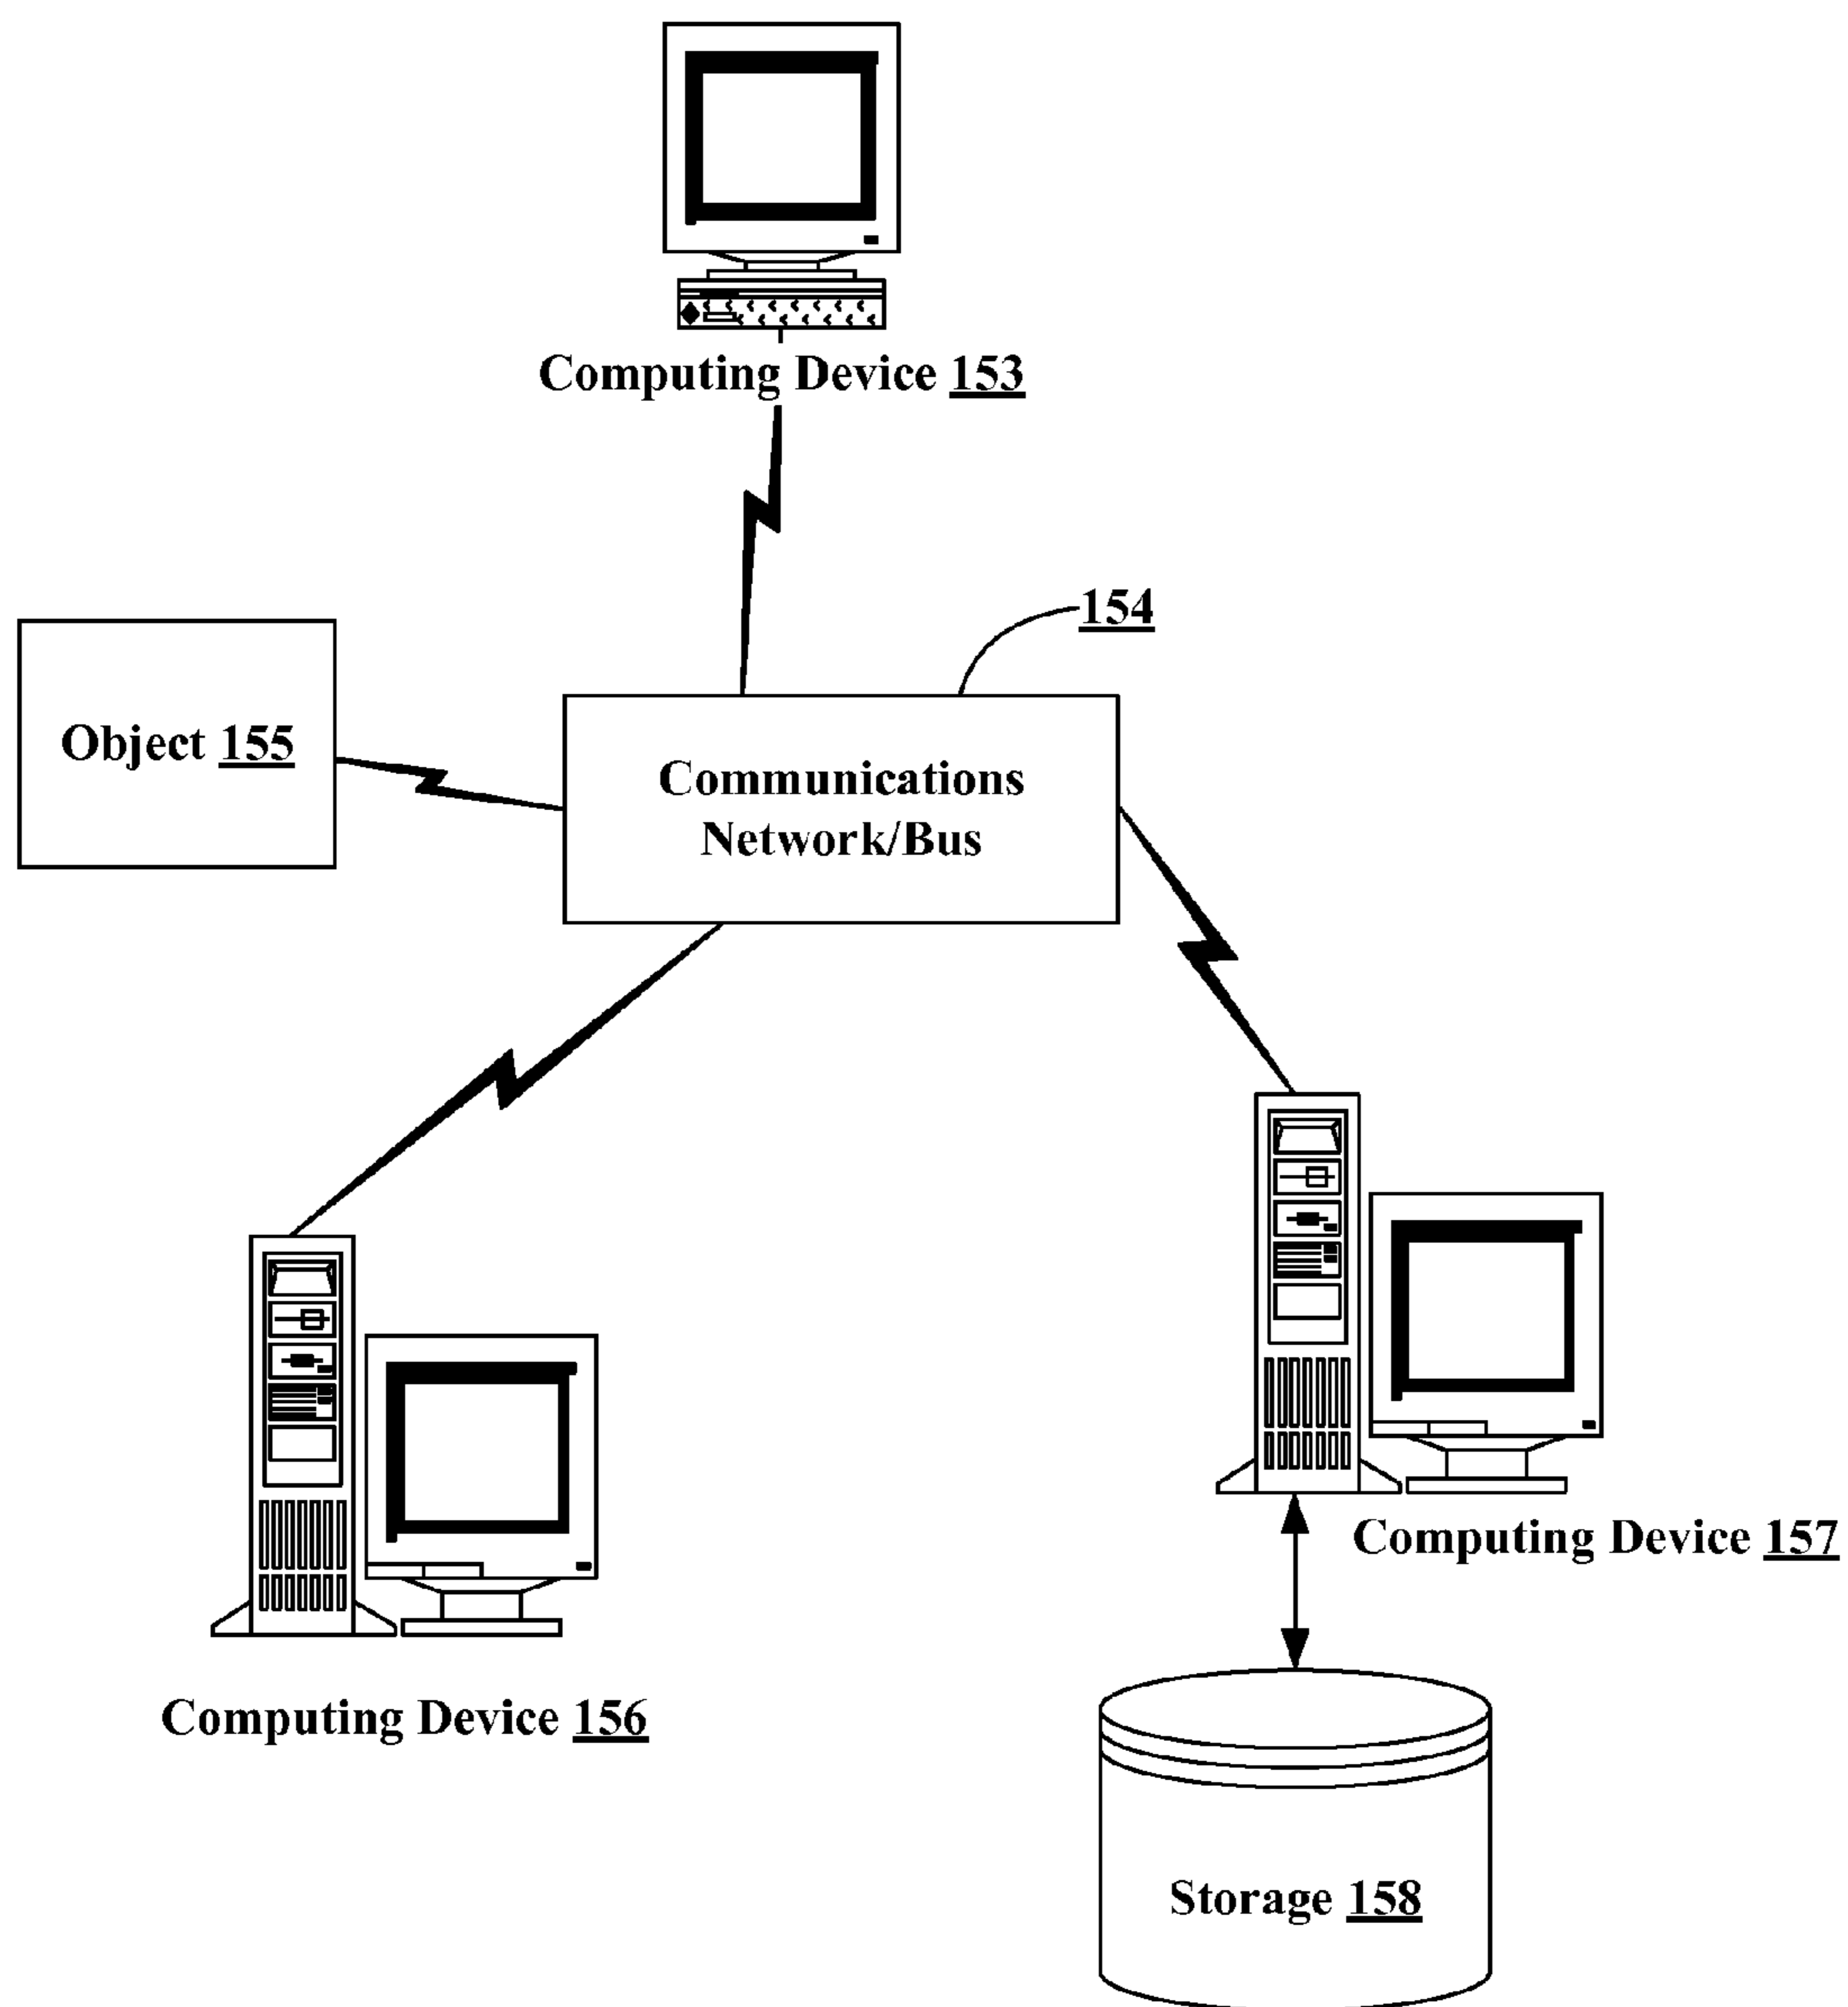 Computing Device 153
154
Object 155
Communications
Network/Bus
Computing Device 157
Computing Device 156
Storage 158